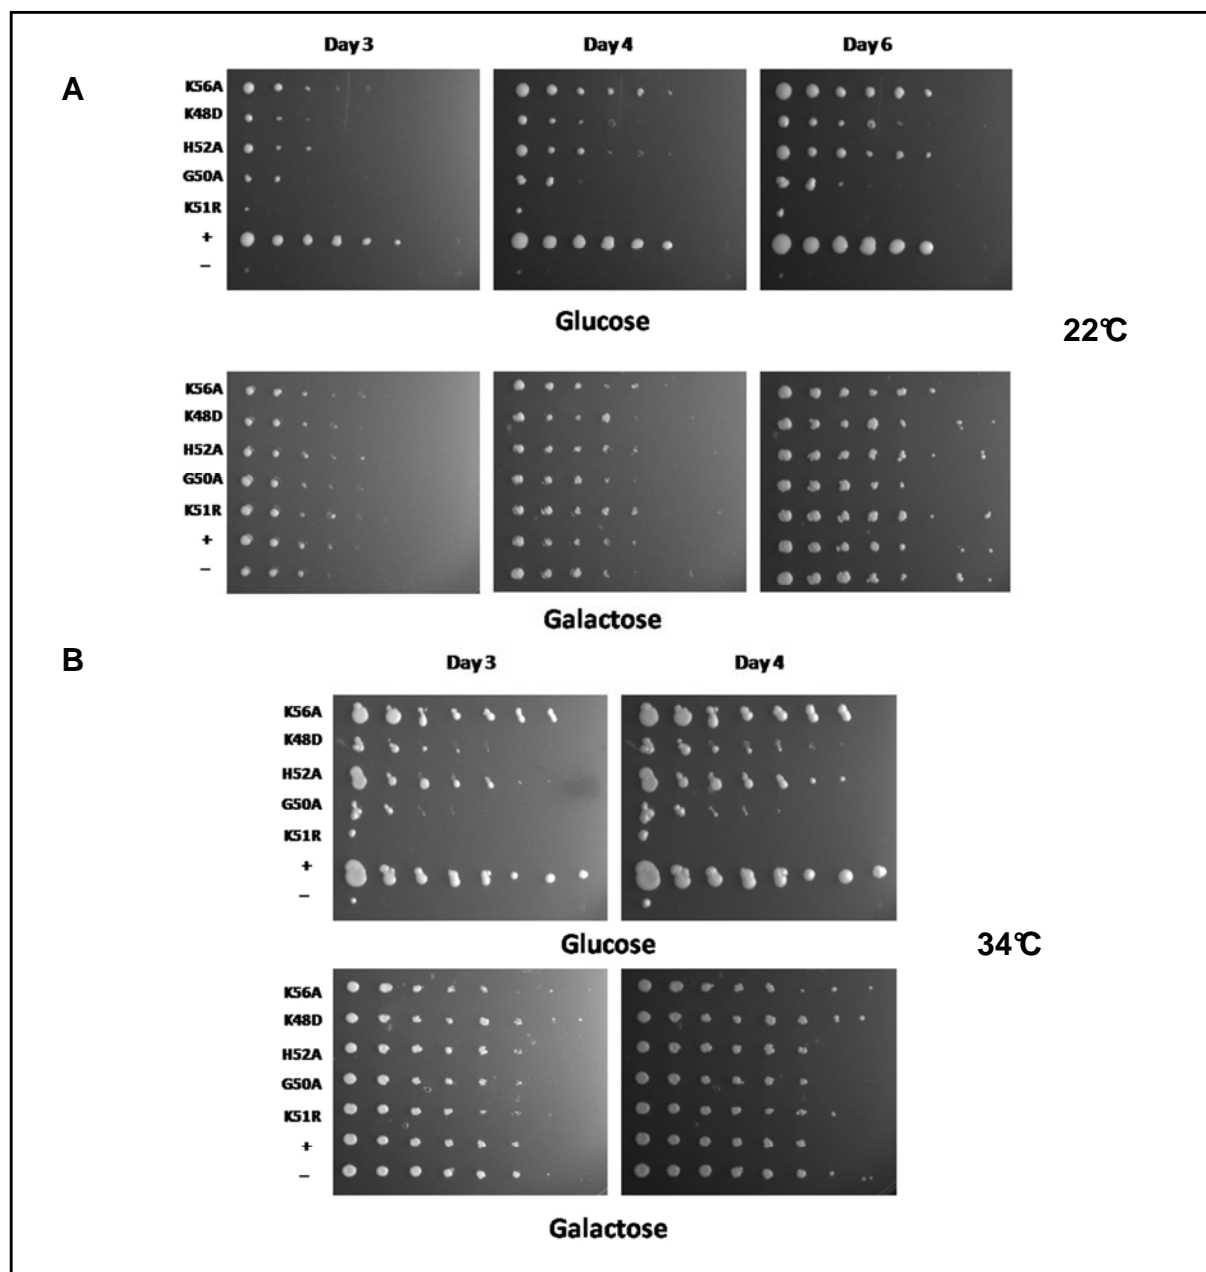 Day 3 Day 4 Day 6
A
K56A
K48D
H52A
G50A
K51R
+
–
Glucose
22°C
K56A
K48D
H52A
G50A
K51R
+
–
Galactose
B
Day 3 Day 4
K56A
K48D
H52A
G50A
K51R
+
–
Glucose
34°C
K56A
K48D
H52A
G50A
K51R
+
–
Galactose